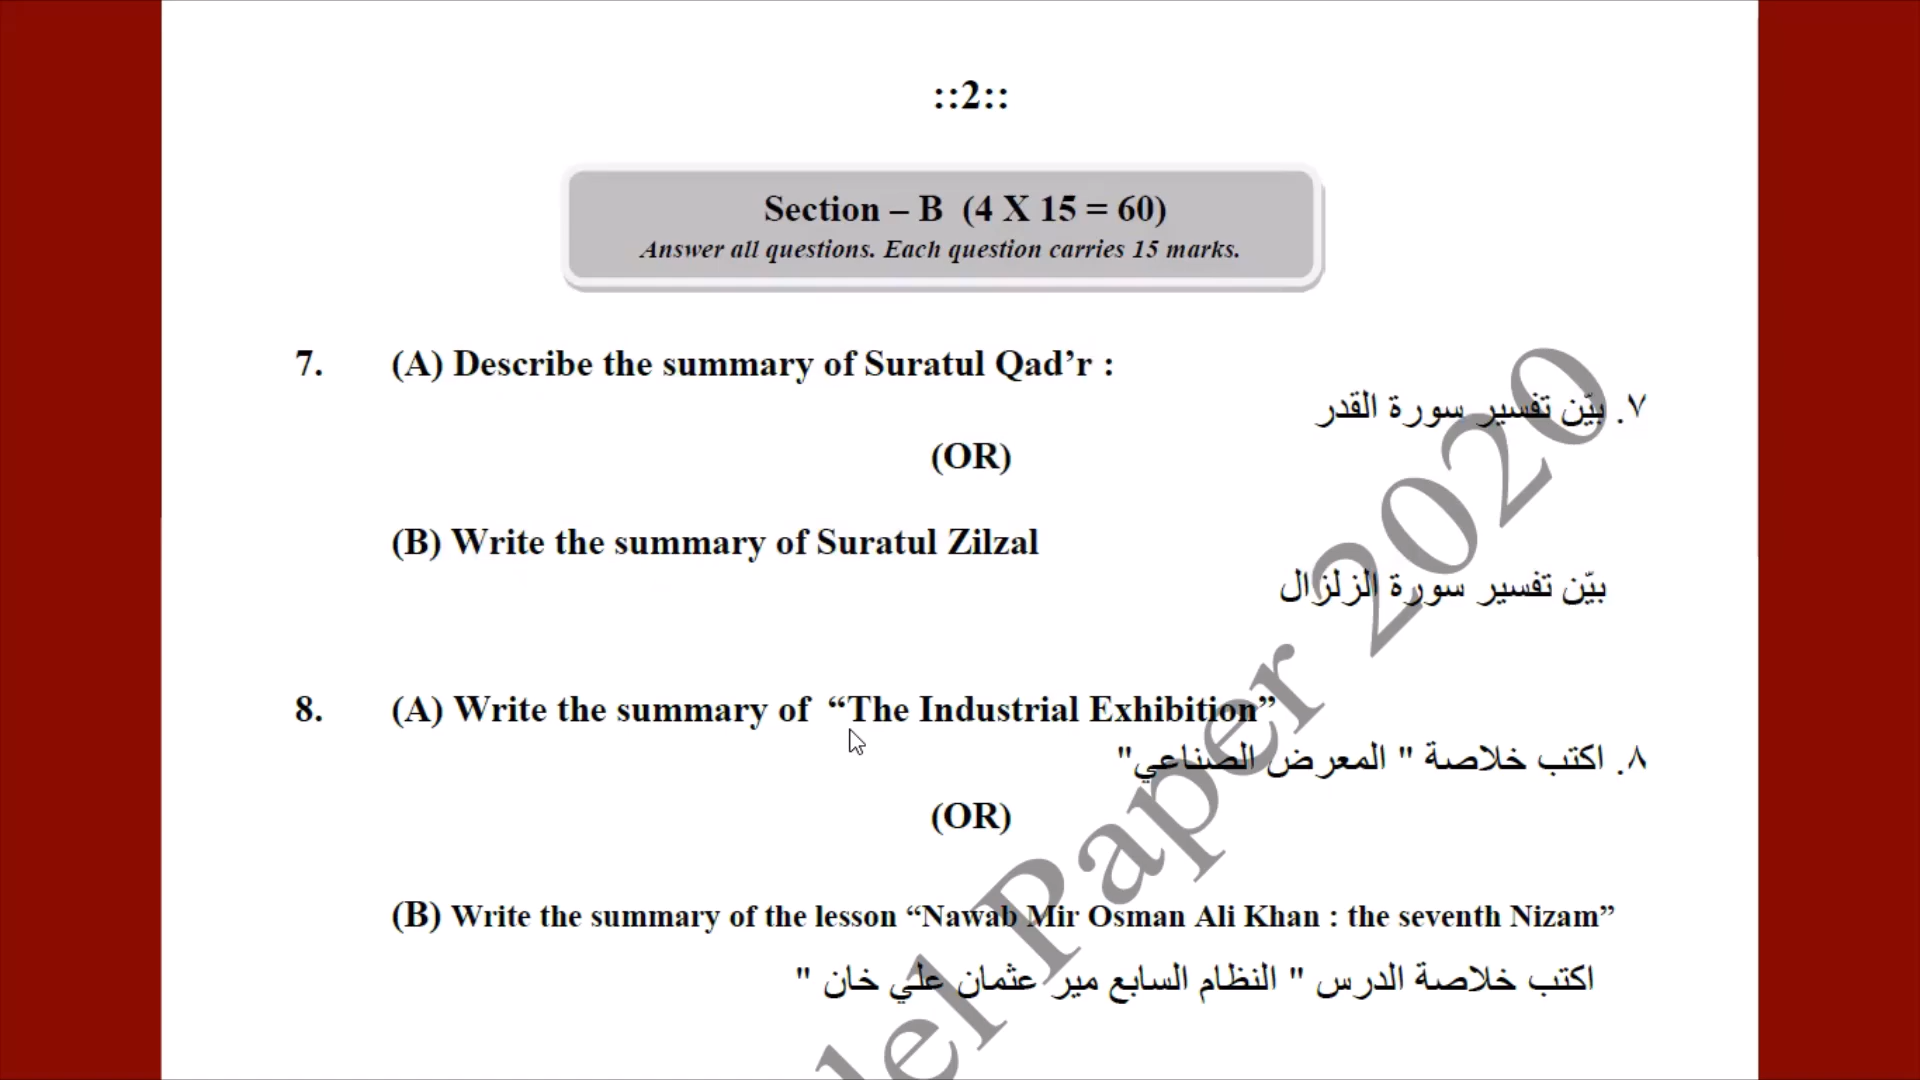 ::2::
Section – B (4 X 15 = 60)
Answer all questions. Each question carries 15 marks.
7. (A) Describe the summary of Suratul Qad’r :
٧. بيّن تفسير سورة القدر
(OR)
(B) Write the summary of Suratul Zilzal
بيّن تفسير سورة الزلزال
8. (A) Write the summary of “The Industrial Exhibition”
٨. اكتب خلاصة " المعرض الصناعي"
(OR)
(B) Write the summary of the lesson “Nawab Mir Osman Ali Khan : the seventh Nizam”
اكتب خلاصة الدرس " النظام السابع مير عثمان علي خان "
del Paper 2020